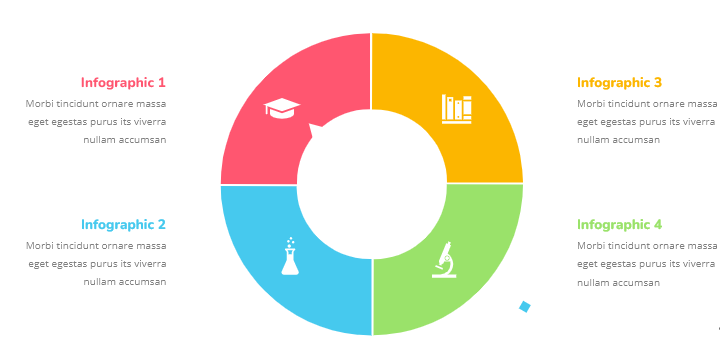 Infographic 1
Morbi tincidunt ornare massa
eget egestas purus its viverra
nullam accumsan
Infographic 2
Morbi tincidunt ornare massa
eget egestas purus its viverra
nullam accumsan
Infographic 3
Morbi tincidunt ornare massa
eget egestas purus its viverra
nullam accumsan
Infographic 4
Morbi tincidunt ornare massa
eget egestas purus its viverra
nullam accumsan